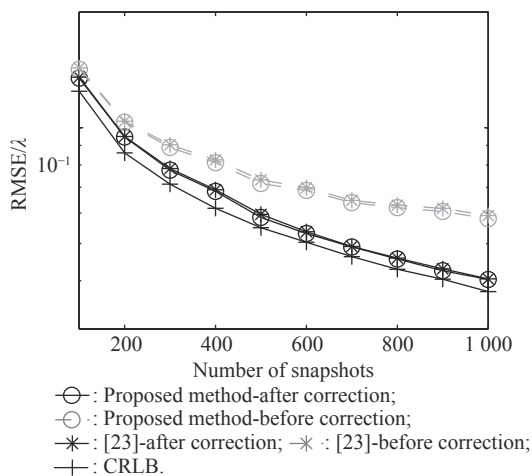 RMSE/λ
10⁻¹
200 400 600 800 1 000
Number of snapshots
: Proposed method-after correction;
: Proposed method-before correction;
: [23]-after correction; : [23]-before correction;
: CRLB.